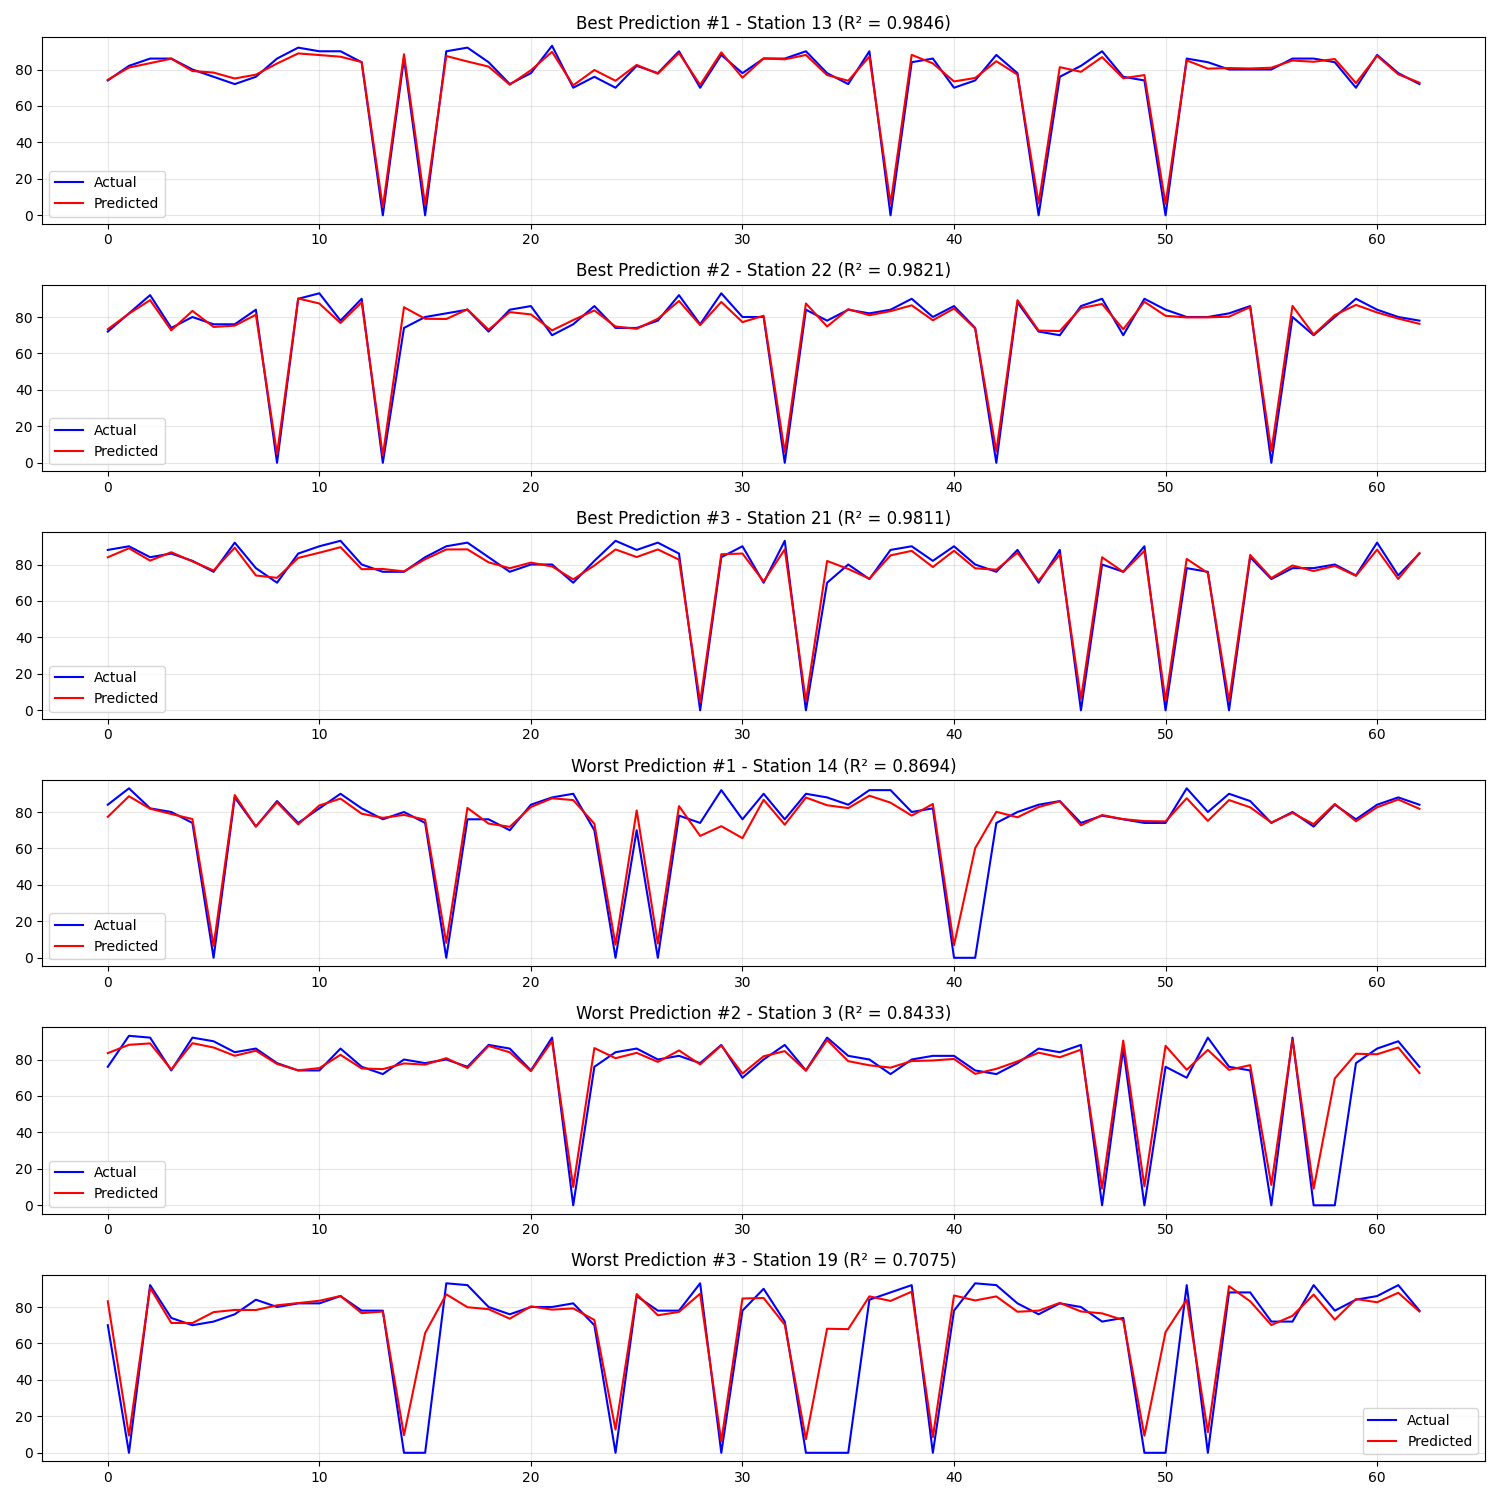 Best Prediction #1 - Station 13 (R² = 0.9846)
80
60
40
20
0
Actual
Predicted
0 10 20 30 40 50 60
Best Prediction #2 - Station 22 (R² = 0.9821)
80
60
40
20
0
Actual
Predicted
0 10 20 30 40 50 60
Best Prediction #3 - Station 21 (R² = 0.9811)
80
60
40
20
0
Actual
Predicted
0 10 20 30 40 50 60
Worst Prediction #1 - Station 14 (R² = 0.8694)
80
60
40
20
0
Actual
Predicted
0 10 20 30 40 50 60
Worst Prediction #2 - Station 3 (R² = 0.8433)
80
60
40
20
0
Actual
Predicted
0 10 20 30 40 50 60
Worst Prediction #3 - Station 19 (R² = 0.7075)
80
60
40
20
0
Actual
Predicted
0 10 20 30 40 50 60